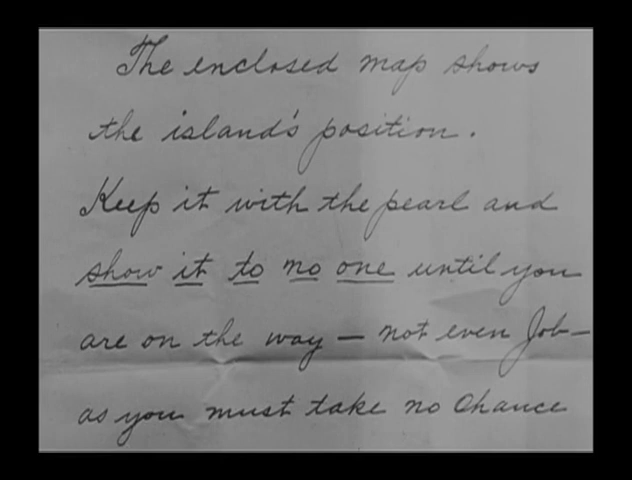 The enclosed map shows
the island's position.
Keep it with the pearl and
show it to no one until you
are on the way — not even Job —
as you must take no chance